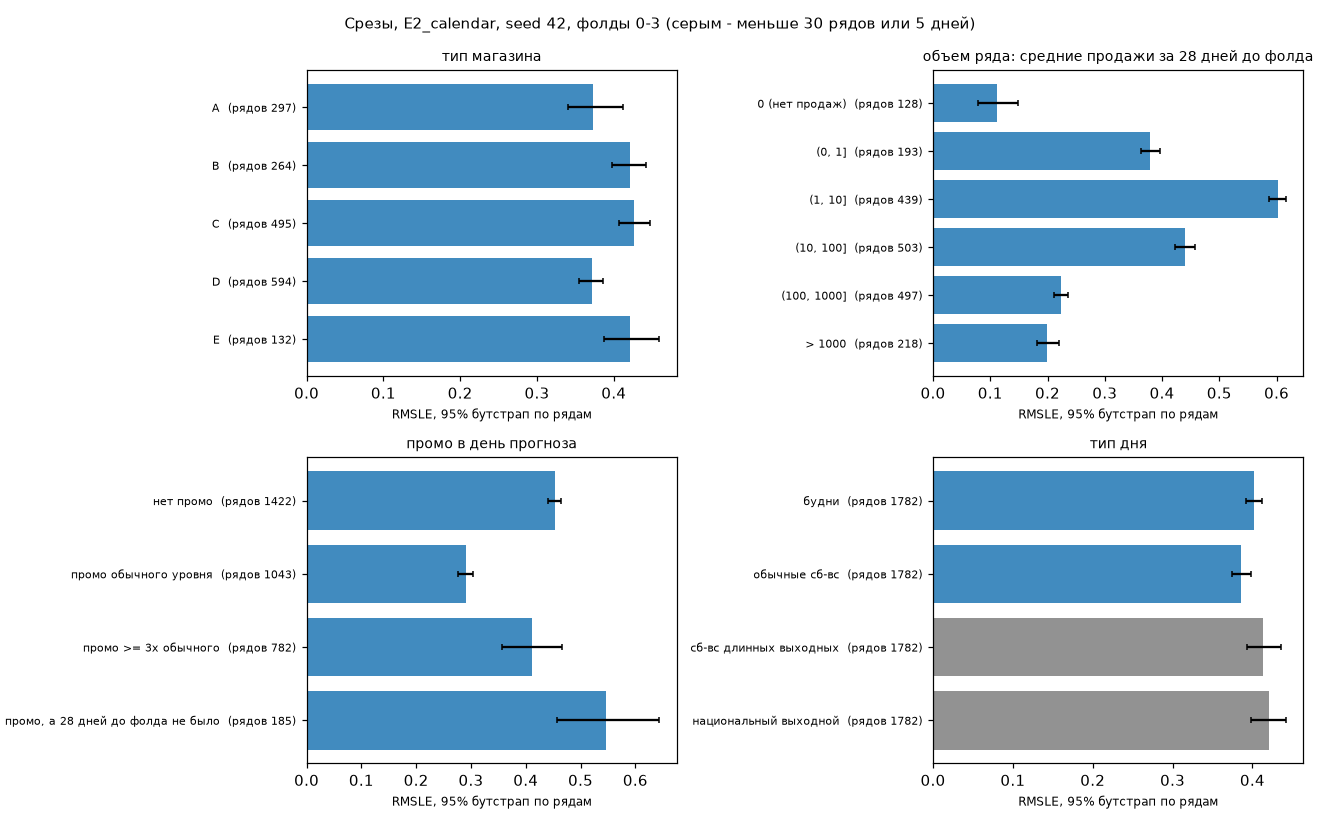 Срезы, E2_calendar, seed 42, фолды 0-3 (серым - меньше 30 рядов или 5 дней)
тип магазина
A (рядов 297)
B (рядов 264)
C (рядов 495)
D (рядов 594)
E (рядов 132)
0.0 0.1 0.2 0.3 0.4
RMSLE, 95% бутстрап по рядам
объем ряда: средние продажи за 28 дней до фолда
0 (нет продаж) (рядов 128)
(0, 1] (рядов 193)
(1, 10] (рядов 439)
(10, 100] (рядов 503)
(100, 1000] (рядов 497)
> 1000 (рядов 218)
0.0 0.1 0.2 0.3 0.4 0.5 0.6
RMSLE, 95% бутстрап по рядам
промо в день прогноза
нет промо (рядов 1422)
промо обычного уровня (рядов 1043)
промо >= 3x обычного (рядов 782)
промо, а 28 дней до фолда не было (рядов 185)
0.0 0.1 0.2 0.3 0.4 0.5 0.6
RMSLE, 95% бутстрап по рядам
тип дня
будни (рядов 1782)
обычные сб-вс (рядов 1782)
сб-вс длинных выходных (рядов 1782)
национальный выходной (рядов 1782)
0.0 0.1 0.2 0.3 0.4
RMSLE, 95% бутстрап по рядам